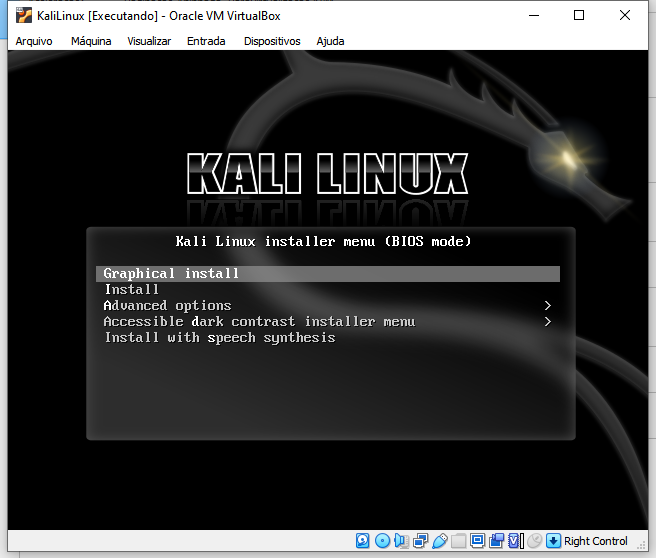 KaliLinux [Executando] - Oracle VM VirtualBox
Arquivo Máquina Visualizar Entrada Dispositivos Ajuda
KALI LINUX
Kali Linux installer menu (BIOS mode)
Graphical install
Install
Advanced options >
Accessible dark contrast installer menu >
Install with speech synthesis
Right Control